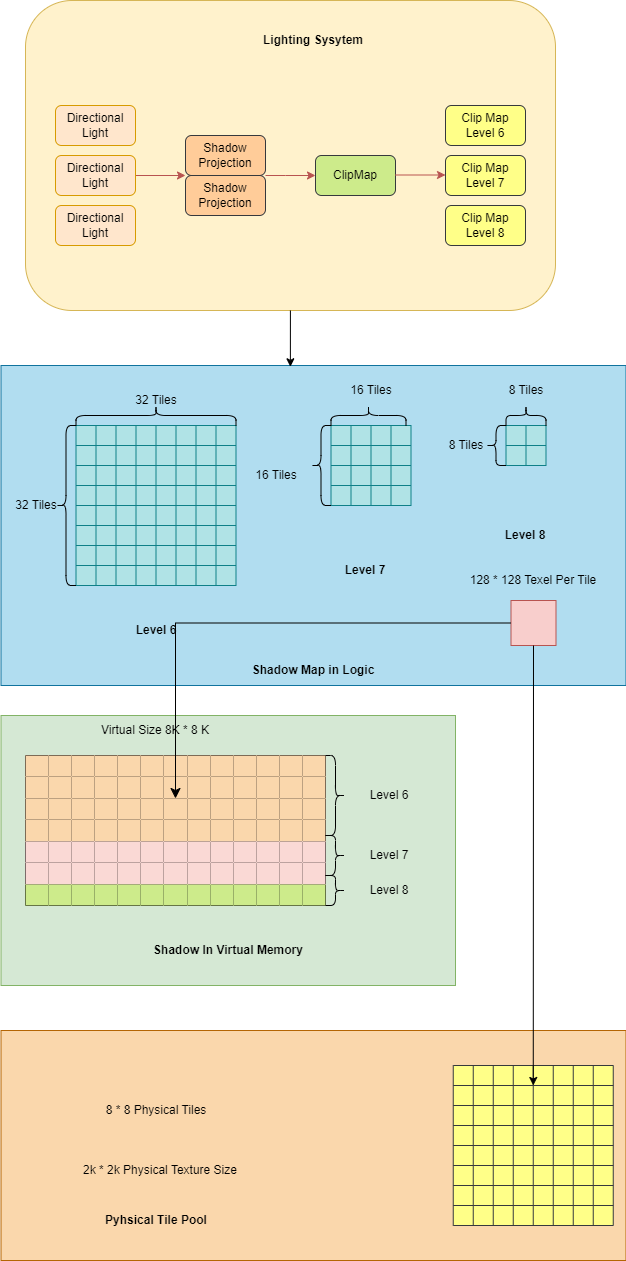 Lighting Sysytem
Directional
Light
Directional
Light
Directional
Light
Shadow
Projection
Shadow
Projection
ClipMap
Clip Map
Level 6
Clip Map
Level 7
Clip Map
Level 8
32 Tiles
32 Tiles
Level 6
16 Tiles
16 Tiles
Level 7
8 Tiles
8 Tiles
Level 8
128 * 128 Texel Per Tile
Shadow Map in Logic
Virtual Size 8K * 8 K
Level 6
Level 7
Level 8
Shadow In Virtual Memory
8 * 8 Physical Tiles
2k * 2k Physical Texture Size
Pyhsical Tile Pool